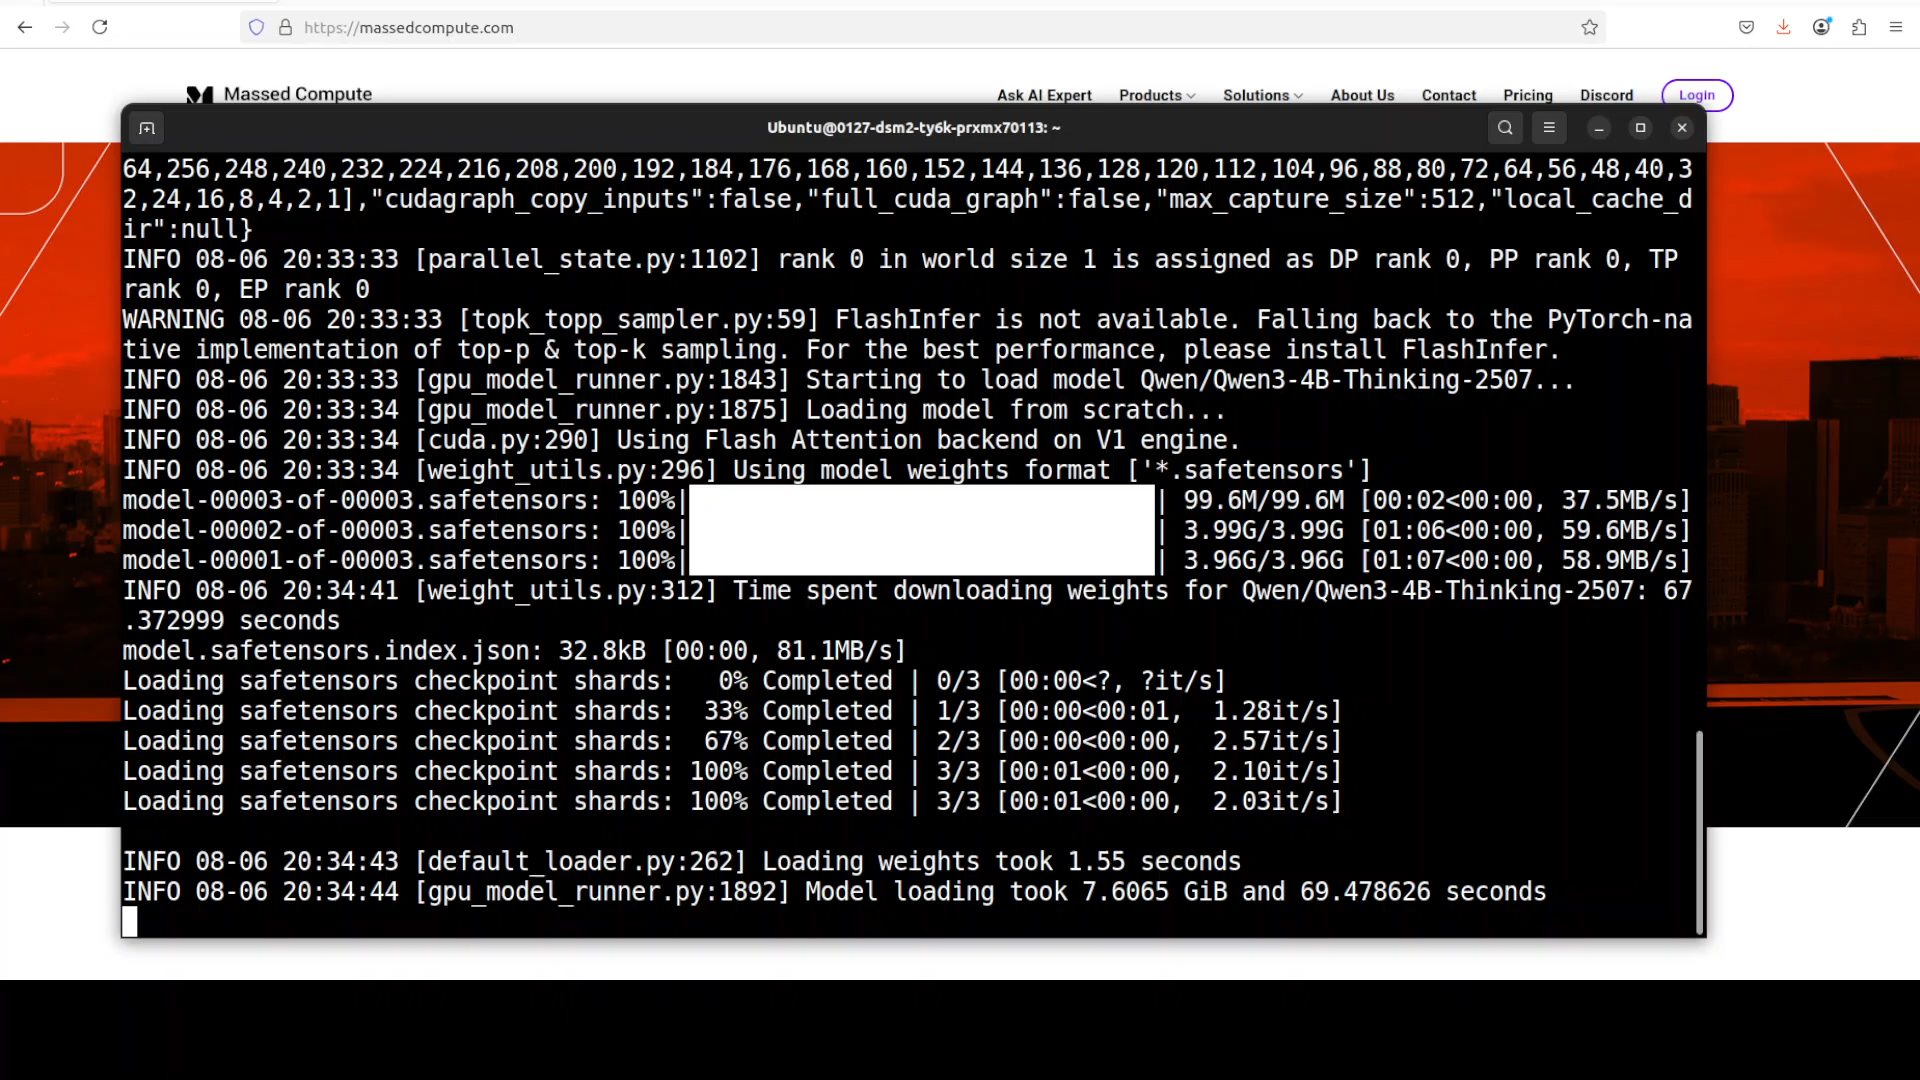 https://massedcompute.com
Massed Compute
Ask AI Expert Products Solutions About Us Contact Pricing Discord Login
Ubuntu@0127-dsm2-ty6k-prxmx70113: ~
64,256,248,240,232,224,216,208,200,192,184,176,168,160,152,144,136,128,120,112,104,96,88,80,72,64,56,48,40,3
2,24,16,8,4,2,1],"cudagraph_copy_inputs":false,"full_cuda_graph":false,"max_capture_size":512,"local_cache_d
ir":null}
INFO 08-06 20:33:33 [parallel_state.py:1102] rank 0 in world size 1 is assigned as DP rank 0, PP rank 0, TP
rank 0, EP rank 0
WARNING 08-06 20:33:33 [topk_topp_sampler.py:59] FlashInfer is not available. Falling back to the PyTorch-na
tive implementation of top-p & top-k sampling. For the best performance, please install FlashInfer.
INFO 08-06 20:33:33 [gpu_model_runner.py:1843] Starting to load model Qwen/Qwen3-4B-Thinking-2507...
INFO 08-06 20:33:34 [gpu_model_runner.py:1875] Loading model from scratch...
INFO 08-06 20:33:34 [cuda.py:290] Using Flash Attention backend on V1 engine.
INFO 08-06 20:33:34 [weight_utils.py:296] Using model weights format ['*.safetensors']
model-00003-of-00003.safetensors: 100%| | 99.6M/99.6M [00:02<00:00, 37.5MB/s]
model-00002-of-00003.safetensors: 100%| | 3.99G/3.99G [01:06<00:00, 59.6MB/s]
model-00001-of-00003.safetensors: 100%| | 3.96G/3.96G [01:07<00:00, 58.9MB/s]
INFO 08-06 20:34:41 [weight_utils.py:312] Time spent downloading weights for Qwen/Qwen3-4B-Thinking-2507: 67
.372999 seconds
model.safetensors.index.json: 32.8kB [00:00, 81.1MB/s]
Loading safetensors checkpoint shards:   0% Completed | 0/3 [00:00<?, ?it/s]
Loading safetensors checkpoint shards:  33% Completed | 1/3 [00:00<00:01,  1.28it/s]
Loading safetensors checkpoint shards:  67% Completed | 2/3 [00:00<00:00,  2.57it/s]
Loading safetensors checkpoint shards: 100% Completed | 3/3 [00:01<00:00,  2.10it/s]
Loading safetensors checkpoint shards: 100% Completed | 3/3 [00:01<00:00,  2.03it/s]
INFO 08-06 20:34:43 [default_loader.py:262] Loading weights took 1.55 seconds
INFO 08-06 20:34:44 [gpu_model_runner.py:1892] Model loading took 7.6065 GiB and 69.478626 seconds